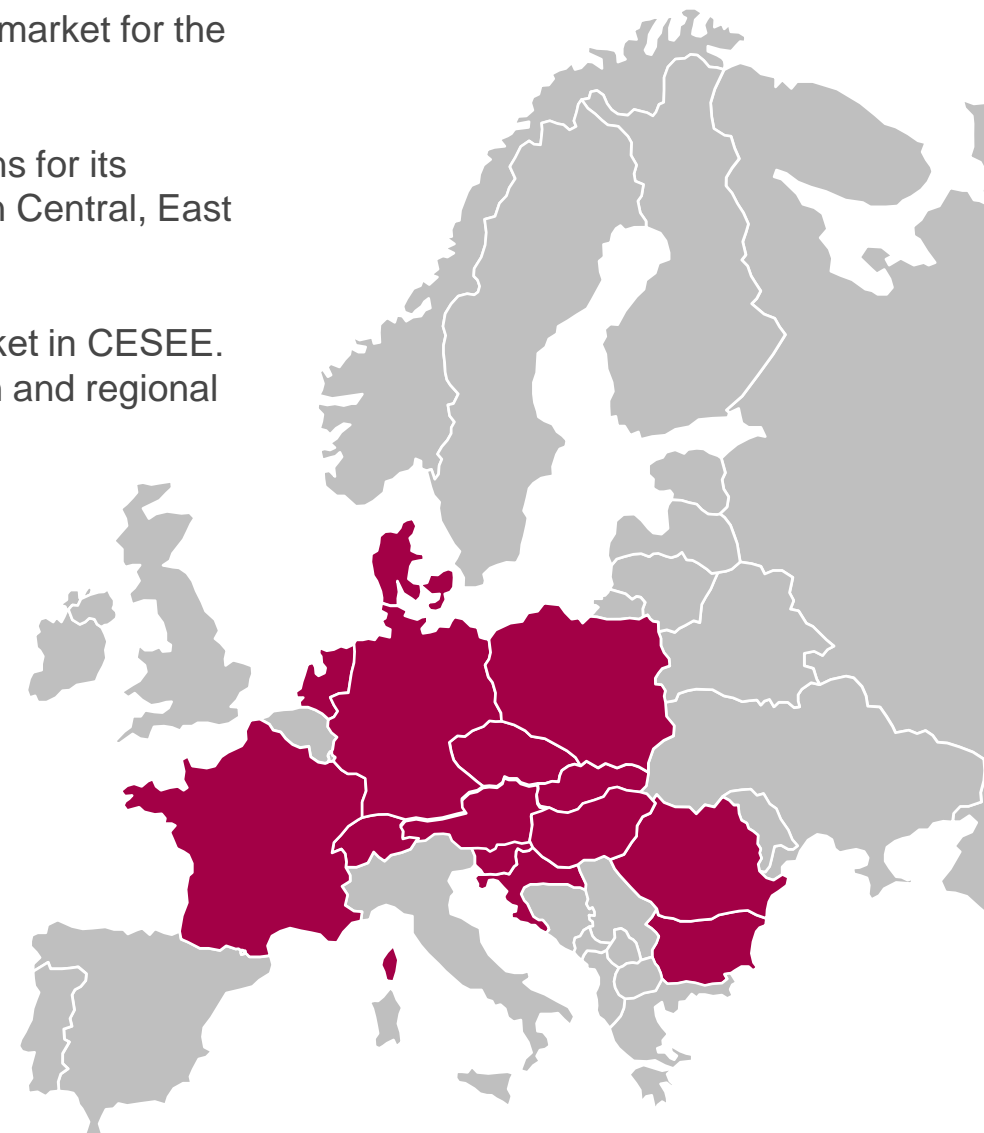 market for the
ns for its
n Central, East
ket in CESEE.
n and regional